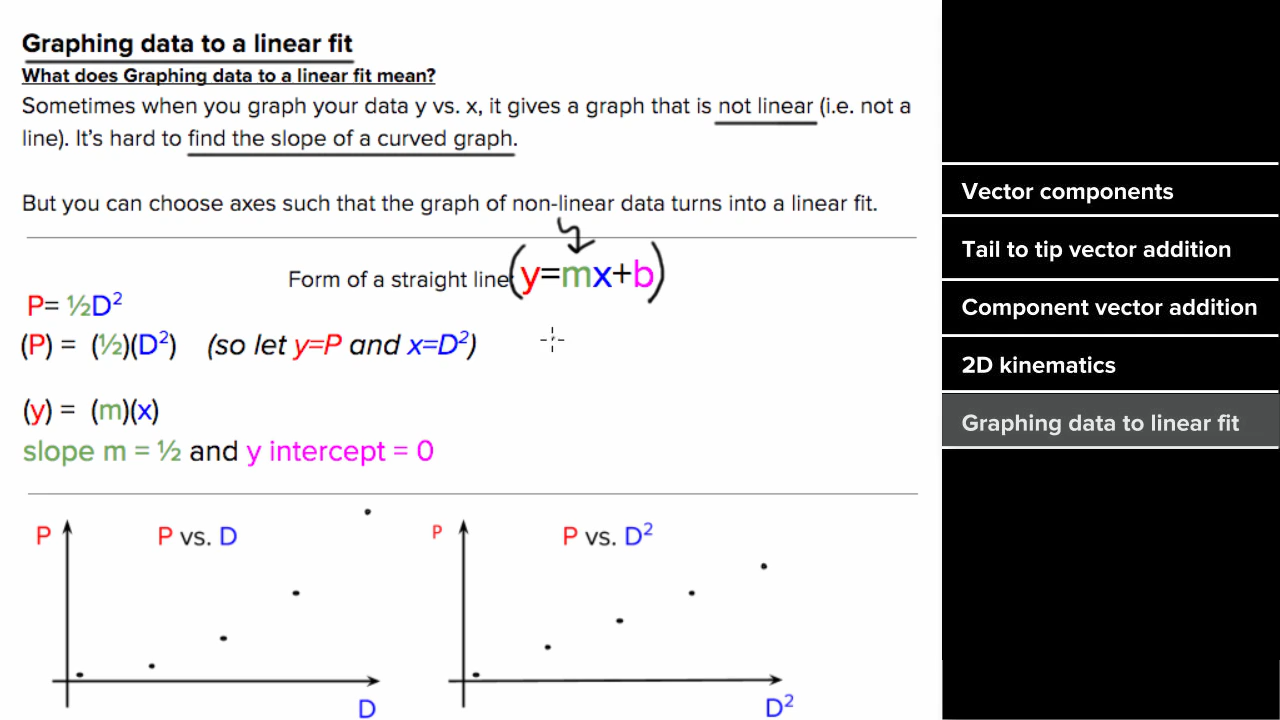 Graphing data to a linear fit
What does Graphing data to a linear fit mean?
Sometimes when you graph your data y vs. x, it gives a graph that is not linear (i.e. not a
line). It's hard to find the slope of a curved graph.
But you can choose axes such that the graph of non-linear data turns into a linear fit.
Form of a straight line: (y=mx+b)
P= ½D²
(P) = (½)(D²) (so let y=P and x=D²)
(y) = (m)(x)
slope m = ½ and y intercept = 0
P
P vs. D
D
P
P vs. D²
D²
Vector components
Tail to tip vector addition
Component vector addition
2D kinematics
Graphing data to linear fit